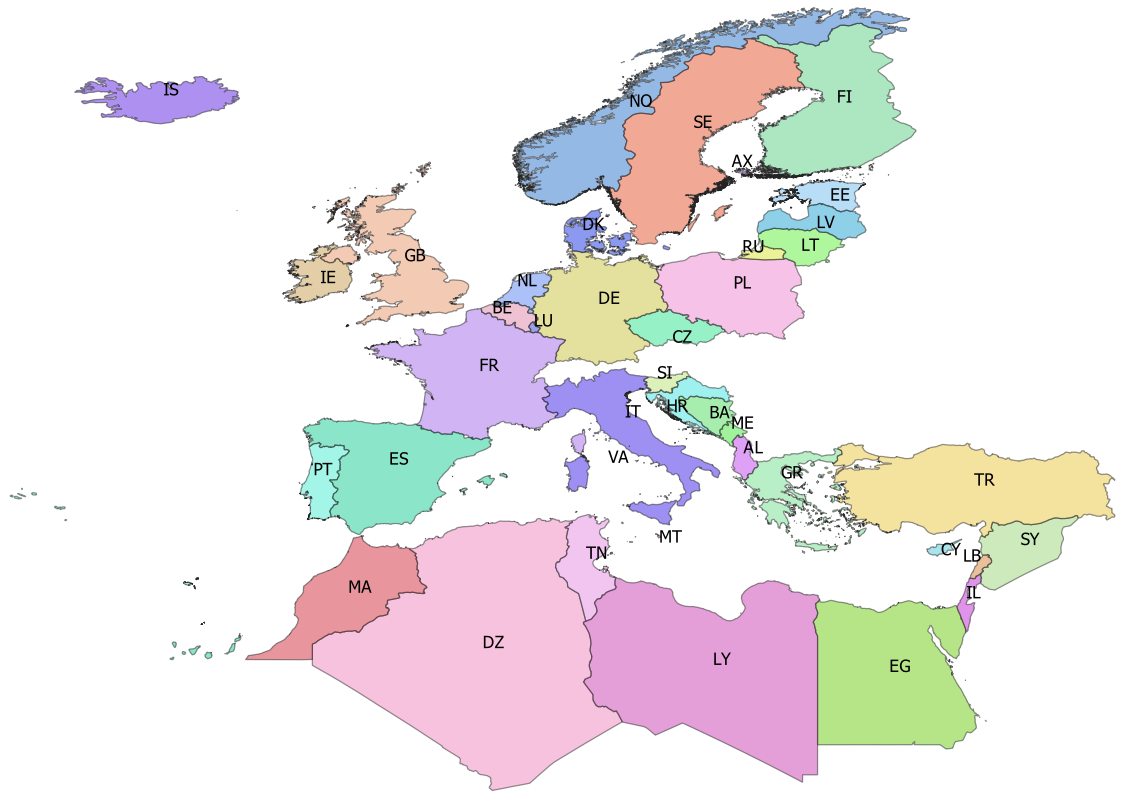 IS
NO
FI
SE
AX
EE
LV
LT
RU
DK
GB
IE
NL
BE
LU
DE
PL
CZ
FR
SI
HR
IT
BA
ME
AL
VA
GR
PT
ES
TR
MT
CY
LB
SY
TN
IL
MA
DZ
LY
EG